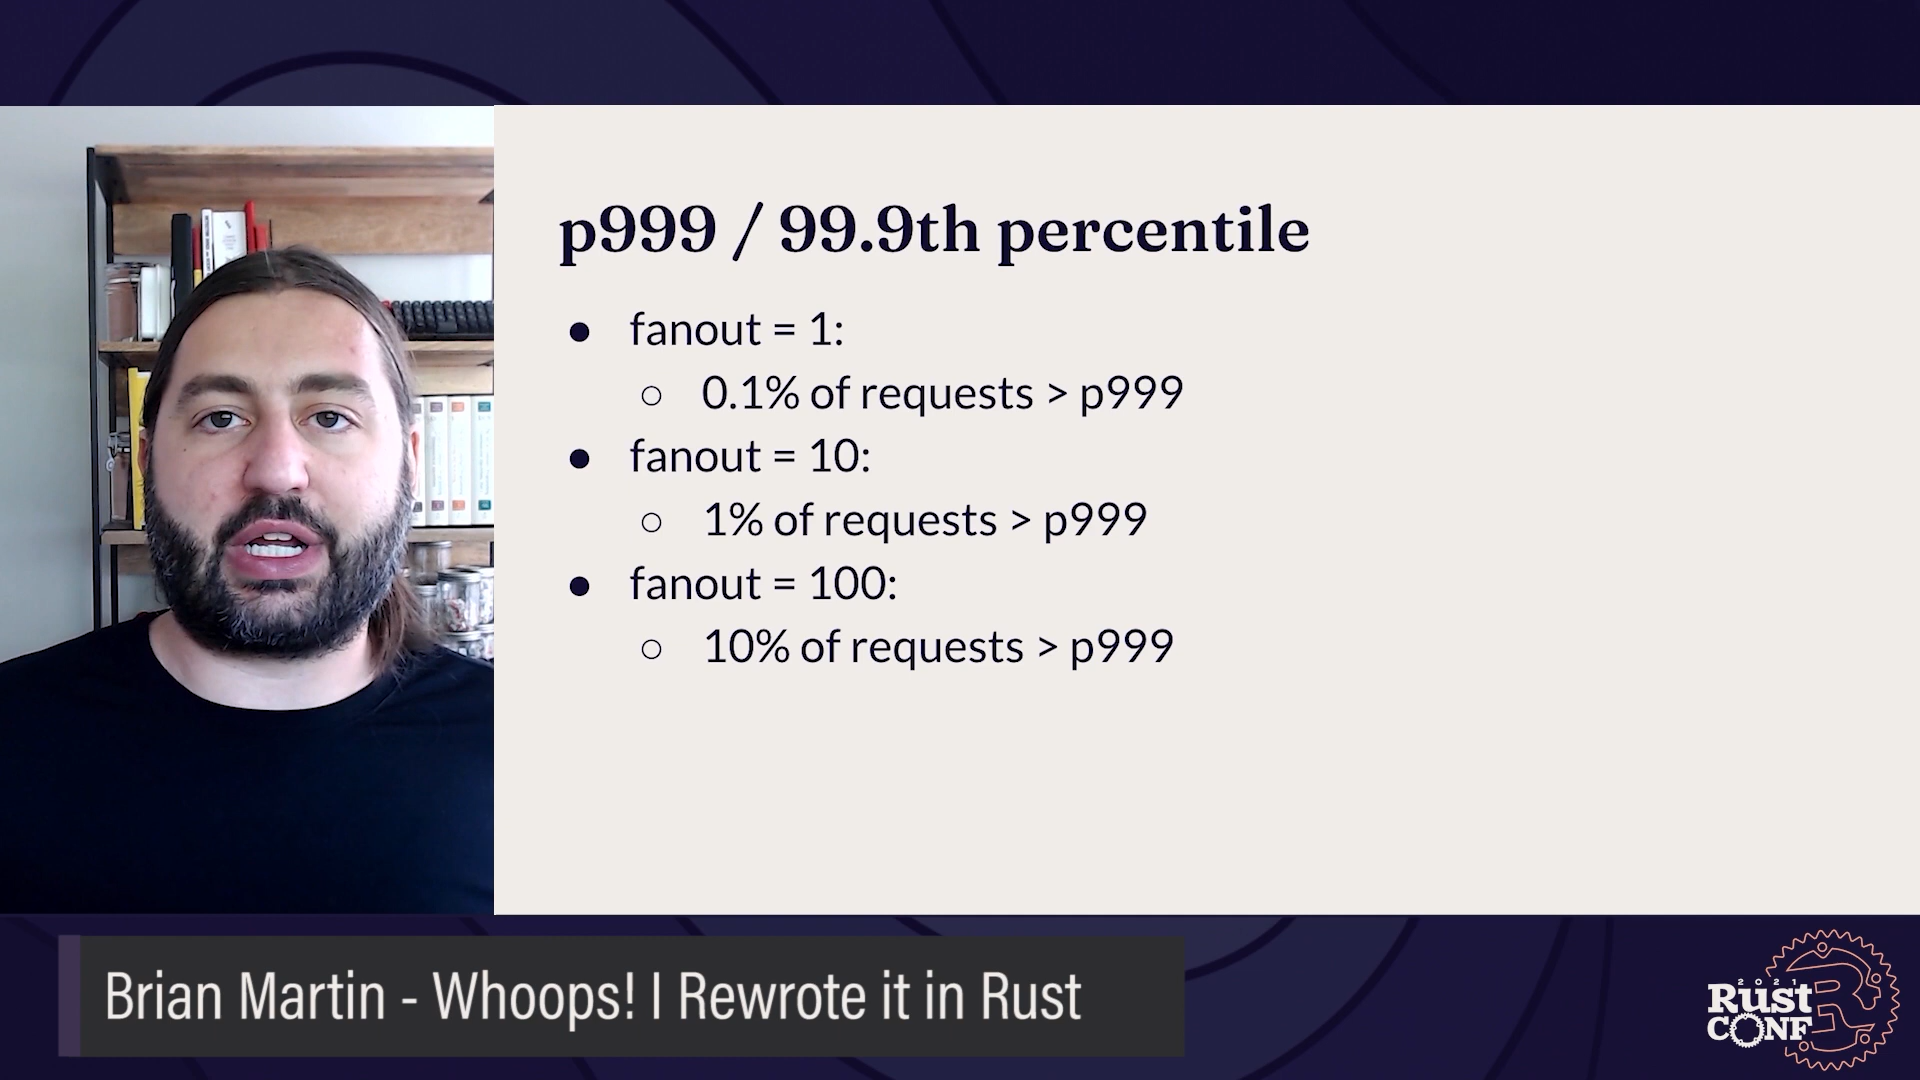 p999 / 99.9th percentile
● fanout = 1:
○ 0.1% of requests > p999
● fanout = 10:
○ 1% of requests > p999
● fanout = 100:
○ 10% of requests > p999
Brian Martin - Whoops! I Rewrote it in Rust
2021
Rust
CONF